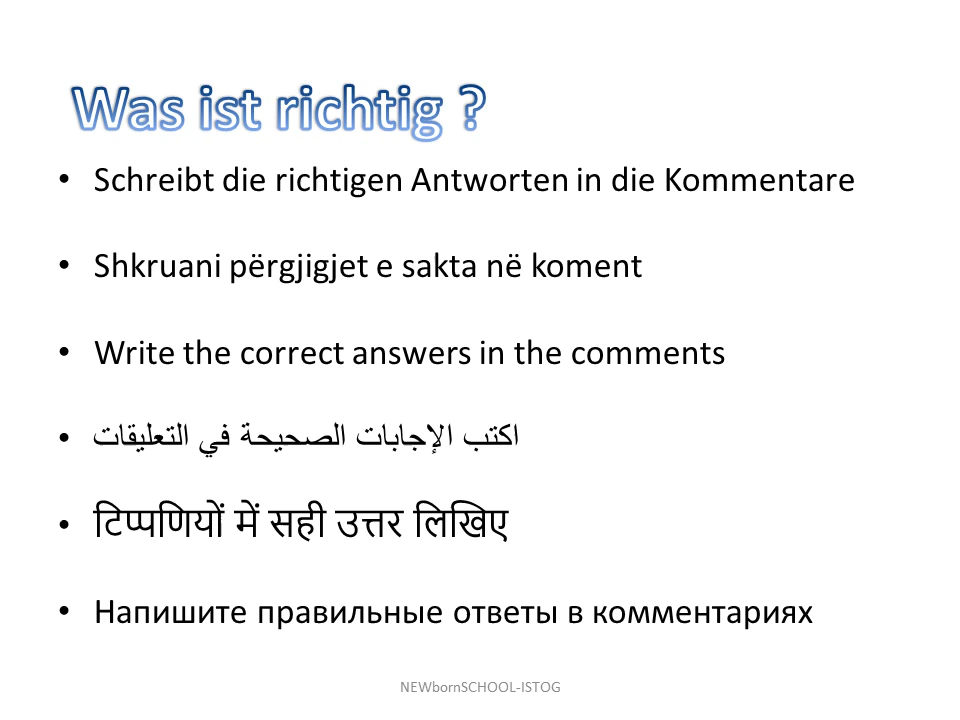 Was ist richtig ?
• Schreibt die richtigen Antworten in die Kommentare
• Shkruani përgjigjet e sakta në koment
• Write the correct answers in the comments
• اكتب الإجابات الصحيحة في التعليقات
• टिप्पणियों में सही उत्तर लिखिए
• Напишите правильные ответы в комментариях
NEWbornSCHOOL-ISTOG